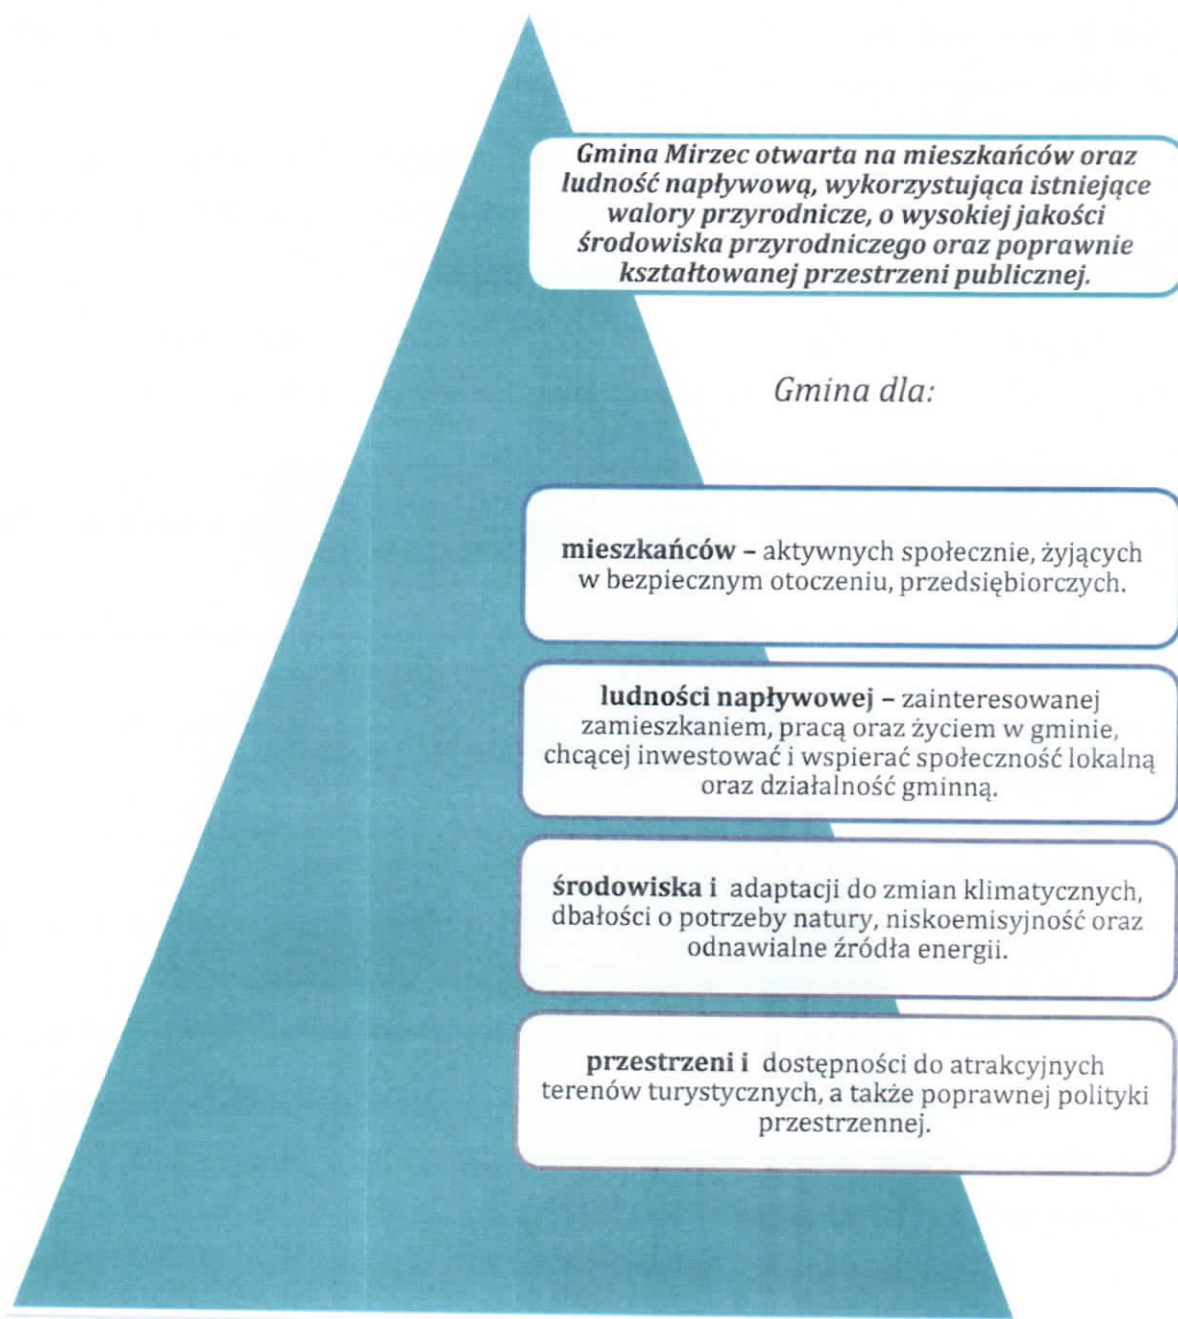 Gmina Mirzec otwarta na mieszkańców oraz
ludność napływową, wykorzystująca istniejące
walory przyrodnicze, o wysokiej jakości
środowiska przyrodniczego oraz poprawnie
kształtowanej przestrzeni publicznej.
Gmina dla:
mieszkańców – aktywnych społecznie, żyjących
w bezpiecznym otoczeniu, przedsiębiorczych.
ludności napływowej – zainteresowanej
zamieszkaniem, pracą oraz życiem w gminie,
chcącej inwestować i wspierać społeczność lokalną
oraz działalność gminną.
środowiska i adaptacji do zmian klimatycznych,
dbałości o potrzeby natury, niskoemisyjność oraz
odnawialne źródła energii.
przestrzeni i dostępności do atrakcyjnych
terenów turystycznych, a także poprawnej polityki
przestrzennej.